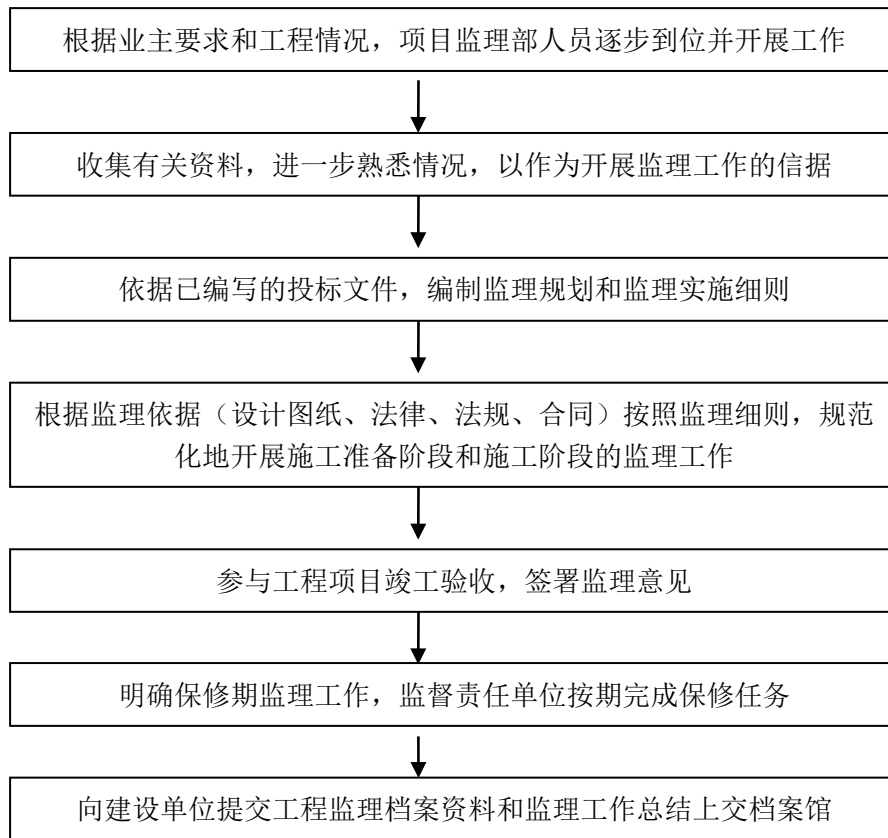 根据业主要求和工程情况，项目监理部人员逐步到位并开展工作
收集有关资料，进一步熟悉情况，以作为开展监理工作的信据
依据已编写的投标文件，编制监理规划和监理实施细则
根据监理依据（设计图纸、法律、法规、合同）按照监理细则，规范
化地开展施工准备阶段和施工阶段的监理工作
参与工程项目竣工验收，签署监理意见
明确保修期监理工作，监督责任单位按期完成保修任务
向建设单位提交工程监理档案资料和监理工作总结上交档案馆